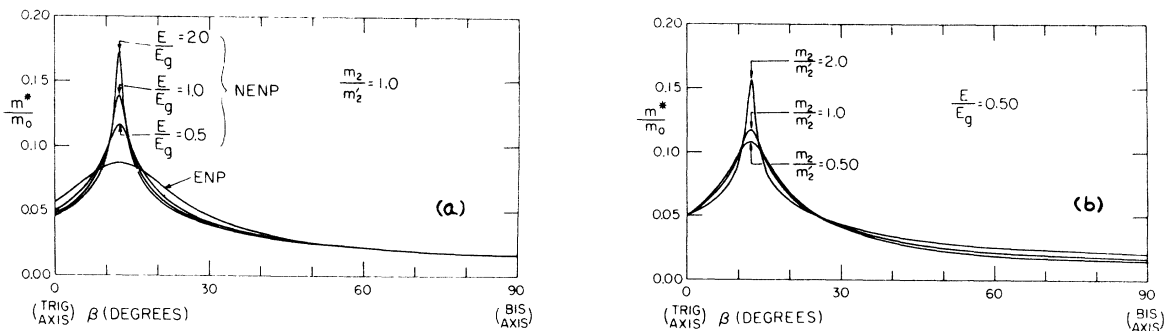 0.20
0.15
m*
m₀
0.10
0.05
0.00
E
Eg = 2.0
E
Eg = 1.0
E
Eg = 0.5
NENP
ENP
m₂
m₂′ = 1.0
(a)
0 30 60 90
(TRIG AXIS) β (DEGREES) (BIS AXIS)
0.20
0.15
m*
m₀
0.10
0.05
0.00
m₂
m₂′ = 2.0
m₂
m₂′ = 1.0
m₂
m₂′ = 0.50
E
Eg = 0.50
(b)
0 30 60 90
(TRIG AXIS) β (DEGREES) (BIS AXIS)